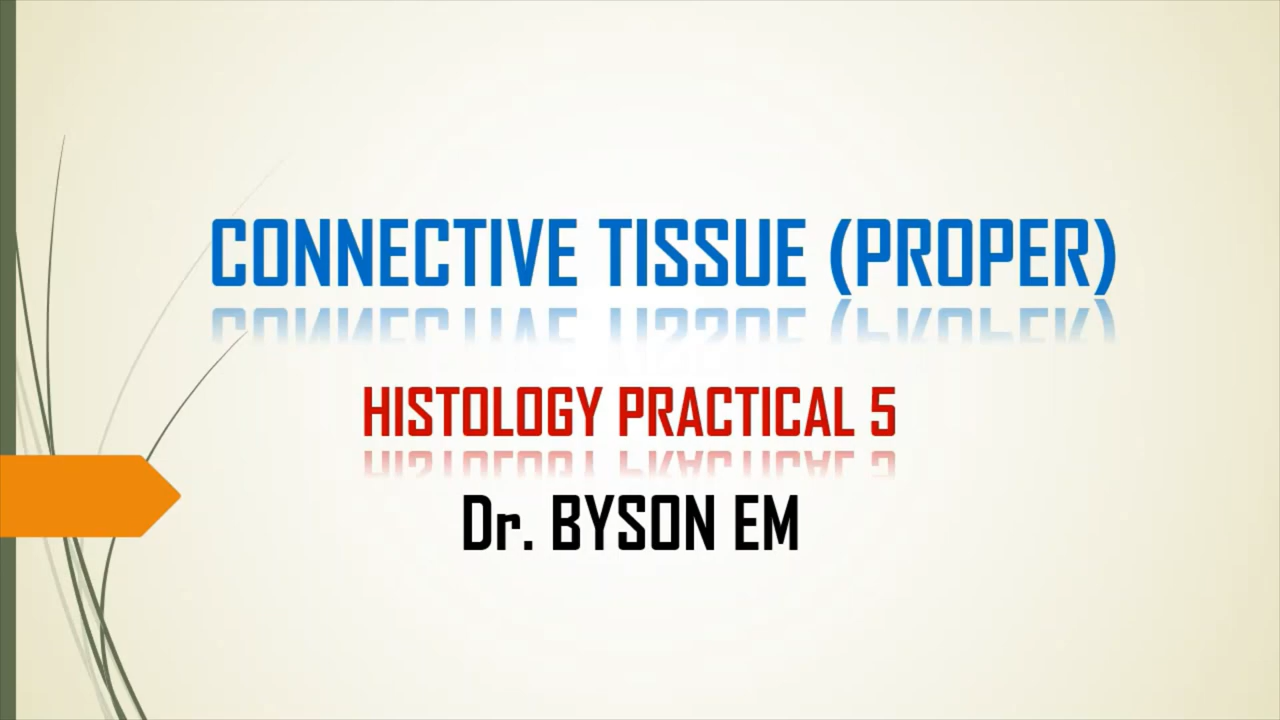 CONNECTIVE TISSUE (PROPER)
HISTOLOGY PRACTICAL 5
Dr. BYSON EM